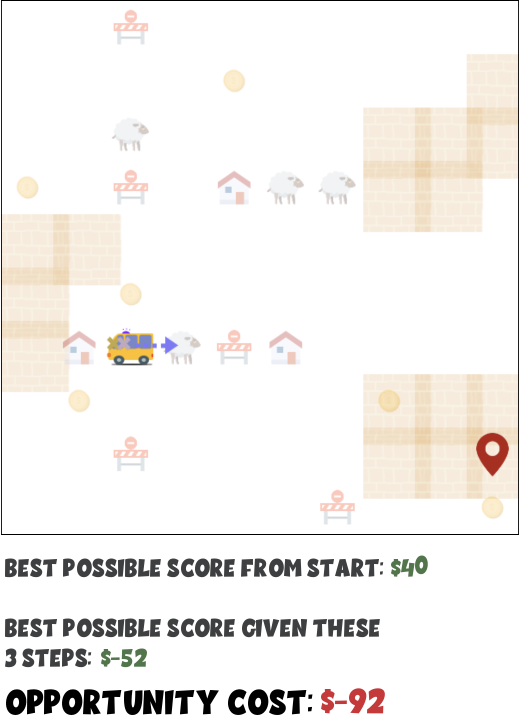 BEST POSSIBLE SCORE FROM START: $40
BEST POSSIBLE SCORE GIVEN THESE
3 STEPS: $-52
OPPORTUNITY COST: $-92